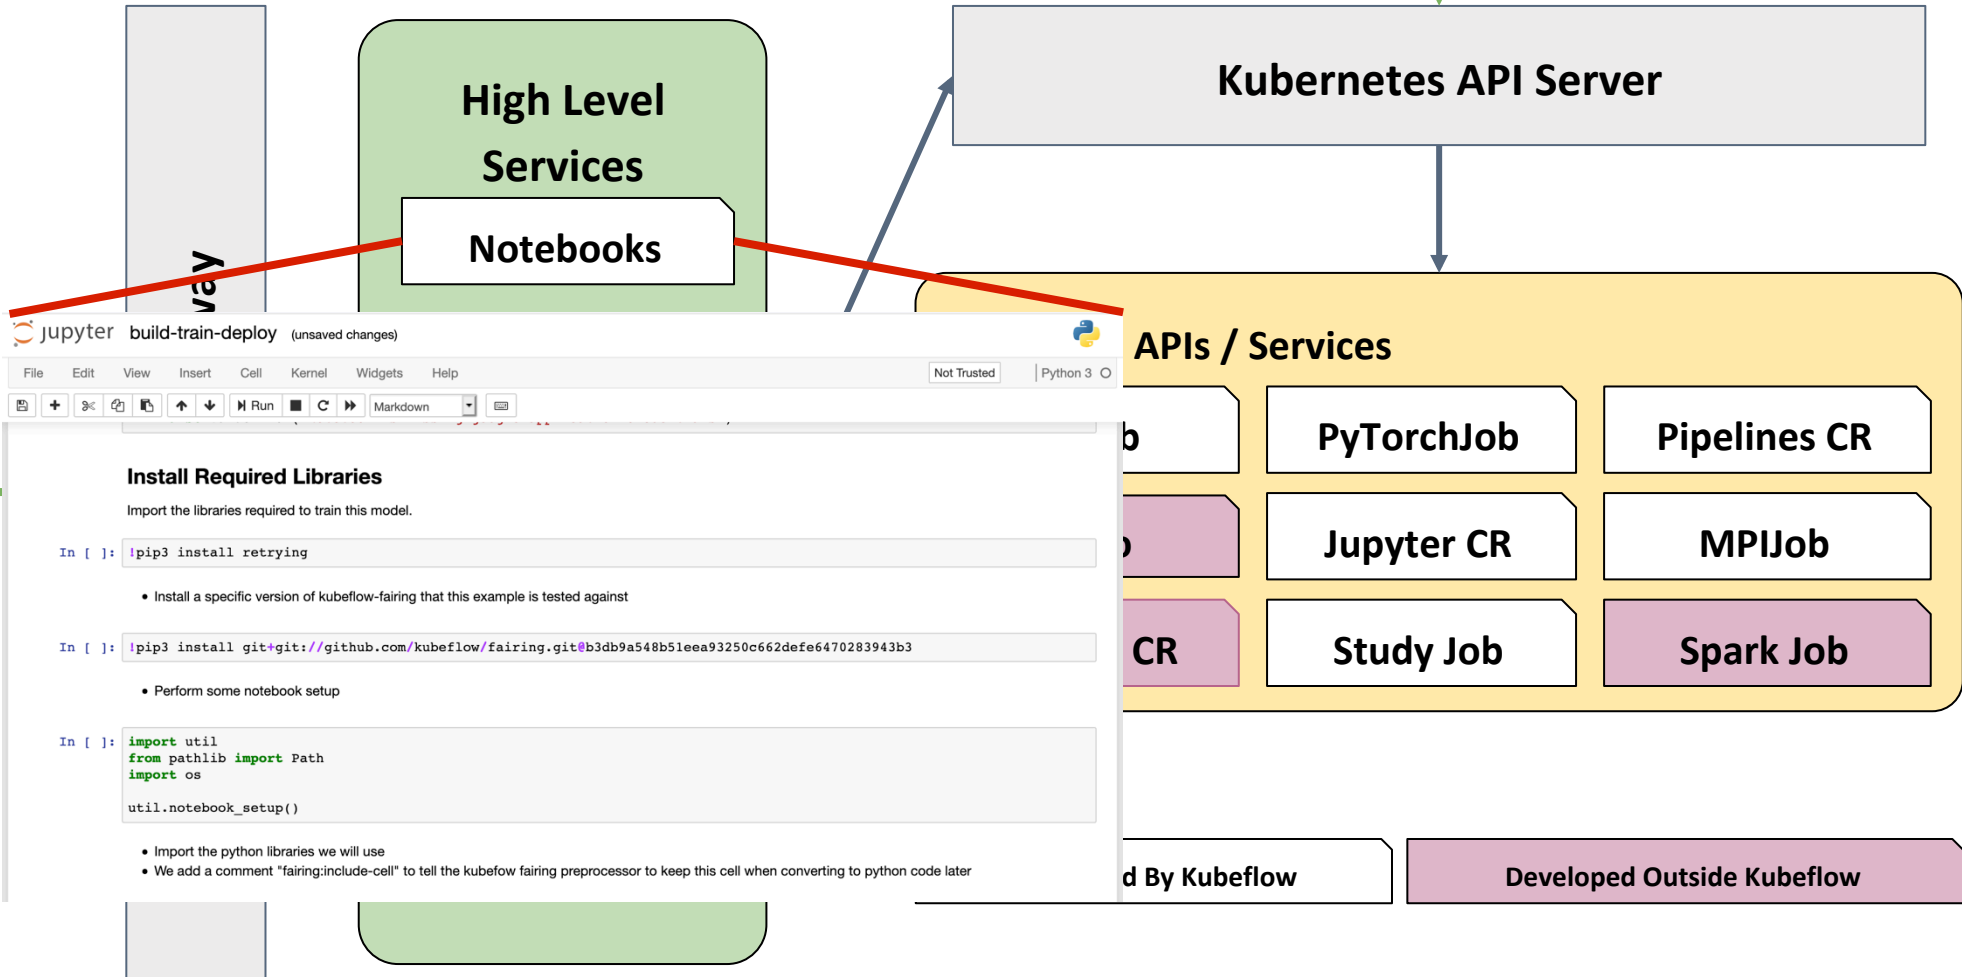 High Level
Services
Notebooks
Kubernetes API Server
jupyter build-train-deploy (unsaved changes)
File Edit View Insert Cell Kernel Widgets Help Not Trusted Python 3
Run Markdown
Install Required Libraries
Import the libraries required to train this model.
In [ ]: !pip3 install retrying
• Install a specific version of kubeflow-fairing that this example is tested against
In [ ]: !pip3 install git+git://github.com/kubeflow/fairing.git@b3db9a548b51eea93250c662defe6470283943b3
• Perform some notebook setup
In [ ]: import util
from pathlib import Path
import os
util.notebook_setup()
• Import the python libraries we will use
• We add a comment "fairing:include-cell" to tell the kubefow fairing preprocessor to keep this cell when converting to python code later
APIs / Services
PyTorchJob
Pipelines CR
Jupyter CR
MPIJob
CR
Study Job
Spark Job
d By Kubeflow
Developed Outside Kubeflow